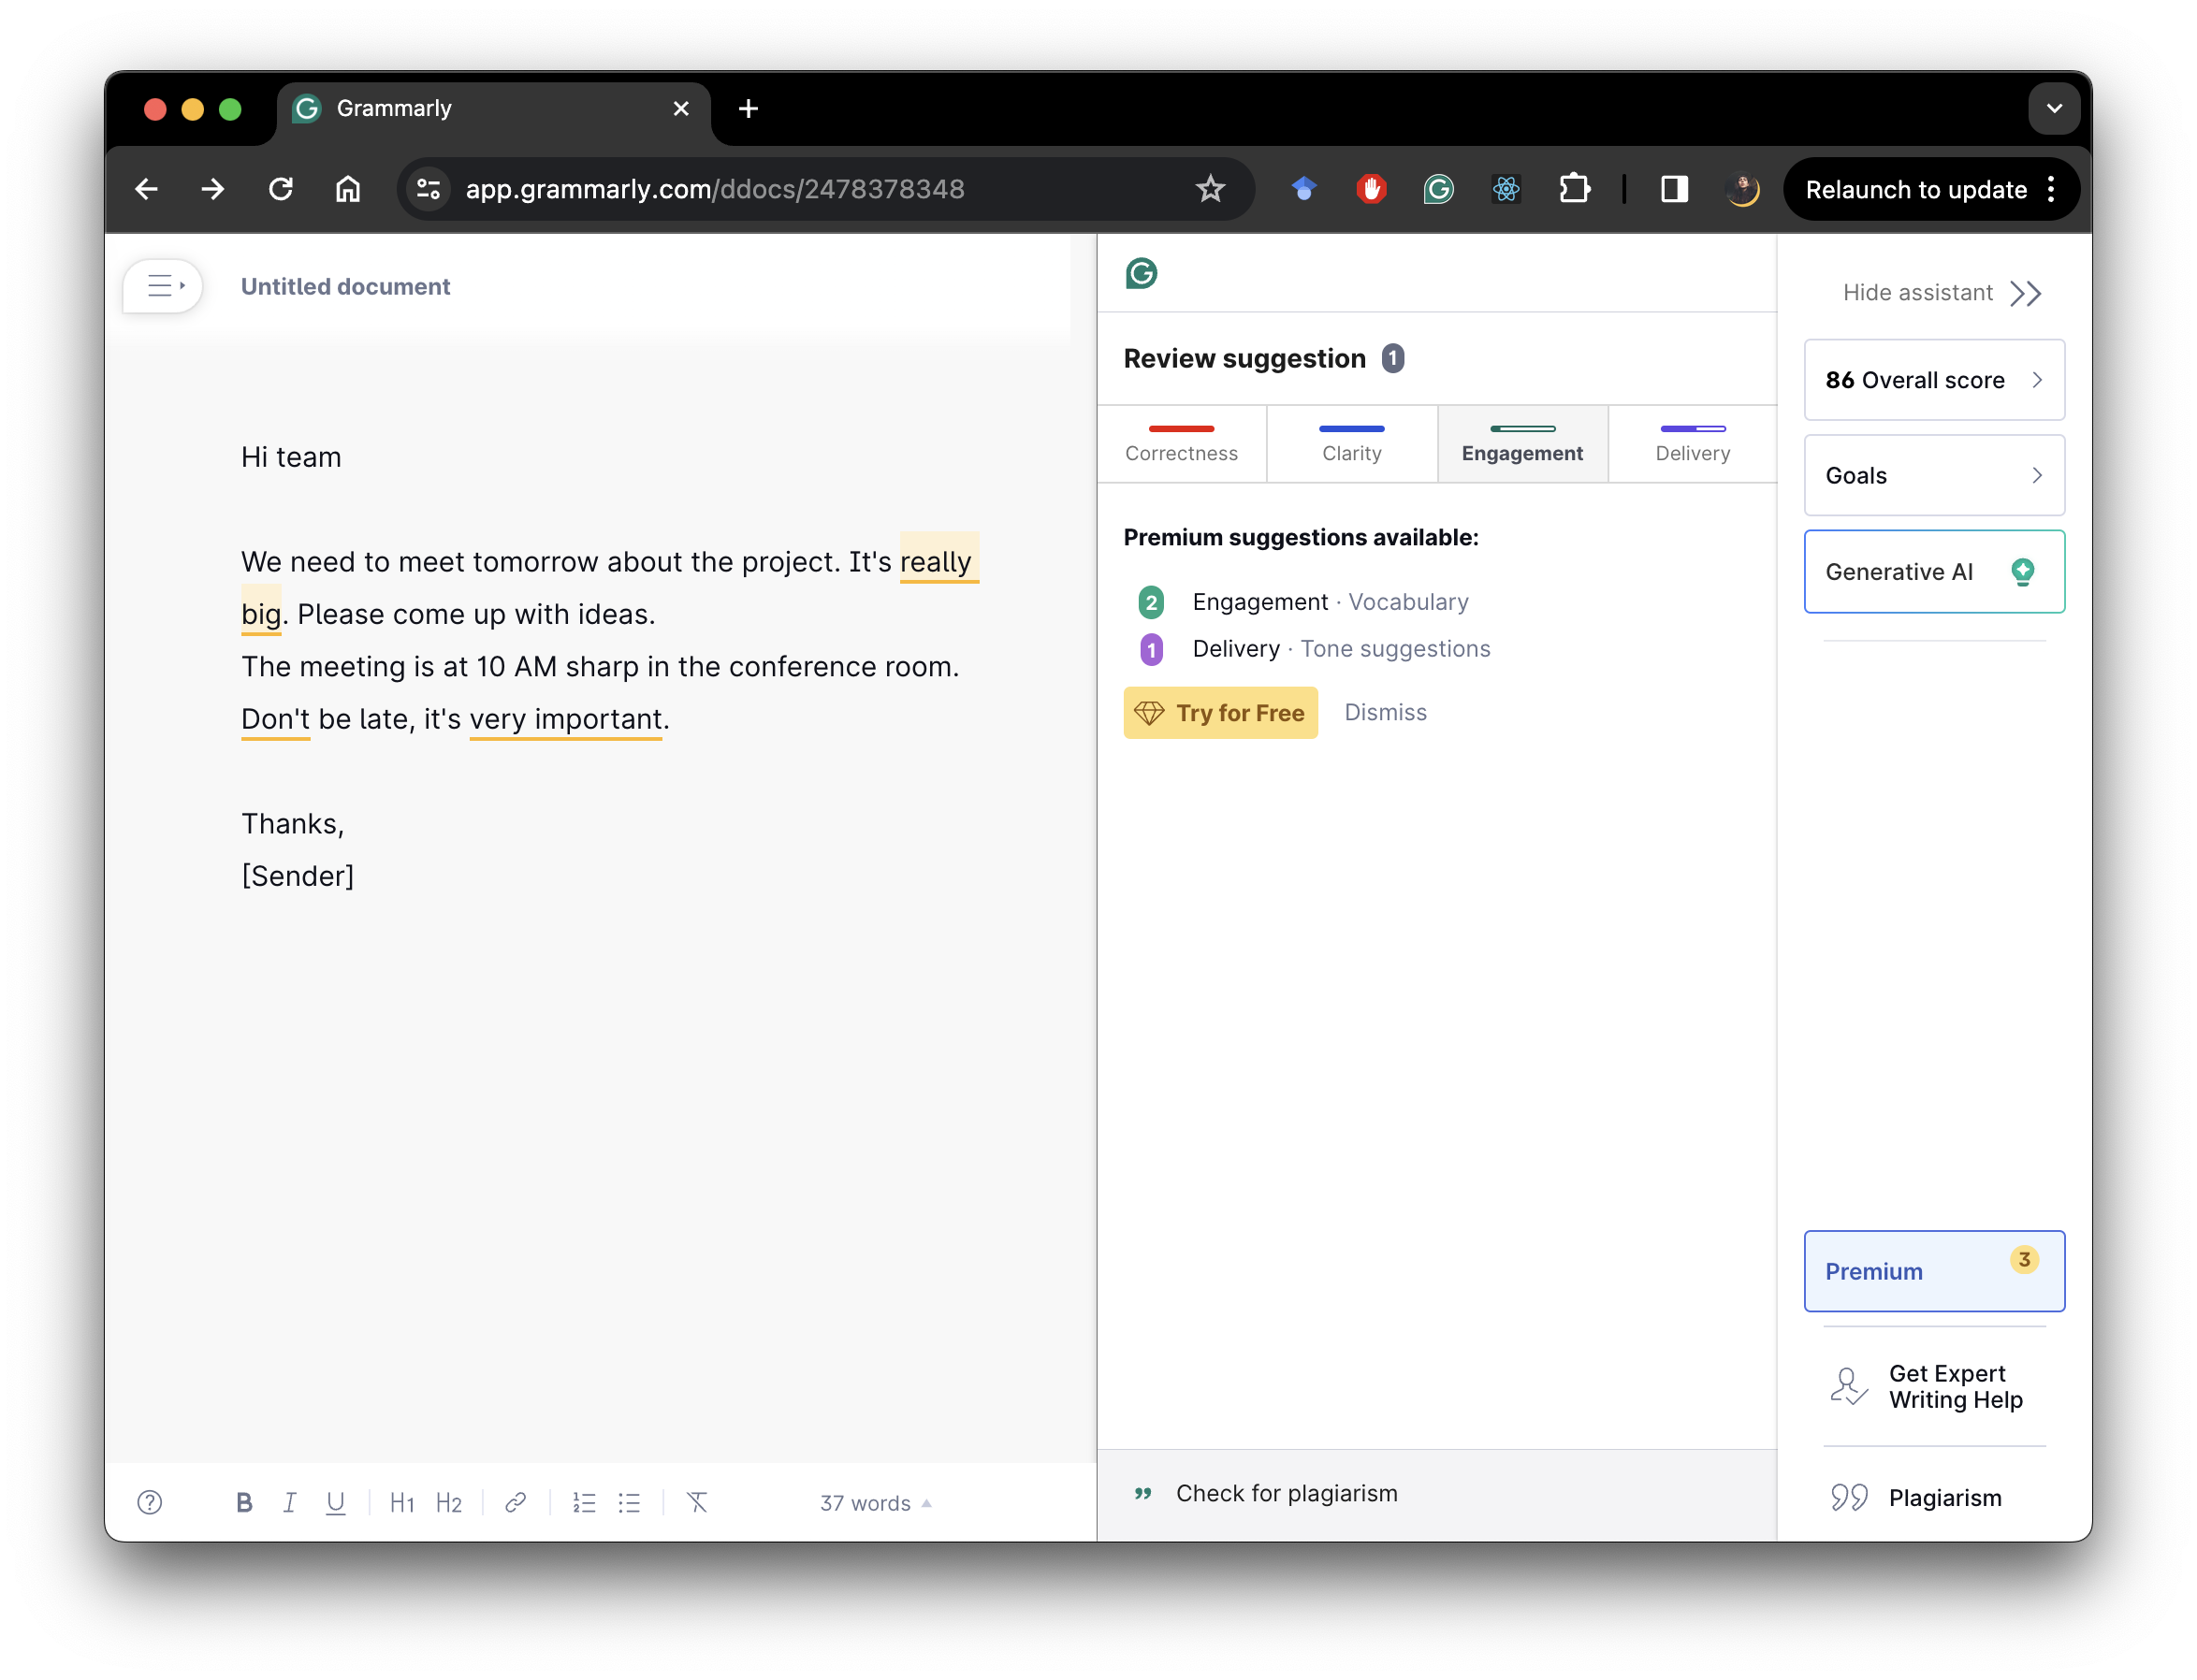 Grammarly
app.grammarly.com/ddocs/2478378348
Relaunch to update
Untitled document
Hi team
We need to meet tomorrow about the project. It's really
big. Please come up with ideas.
The meeting is at 10 AM sharp in the conference room.
Don't be late, it's very important.
Thanks,
[Sender]
B I U H1 H2
37 words
Review suggestion 1
Correctness
Clarity
Engagement
Delivery
Premium suggestions available:
2 Engagement · Vocabulary
1 Delivery · Tone suggestions
Try for Free Dismiss
Check for plagiarism
Hide assistant
86 Overall score
Goals
Generative AI
Premium 3
Get Expert
Writing Help
Plagiarism